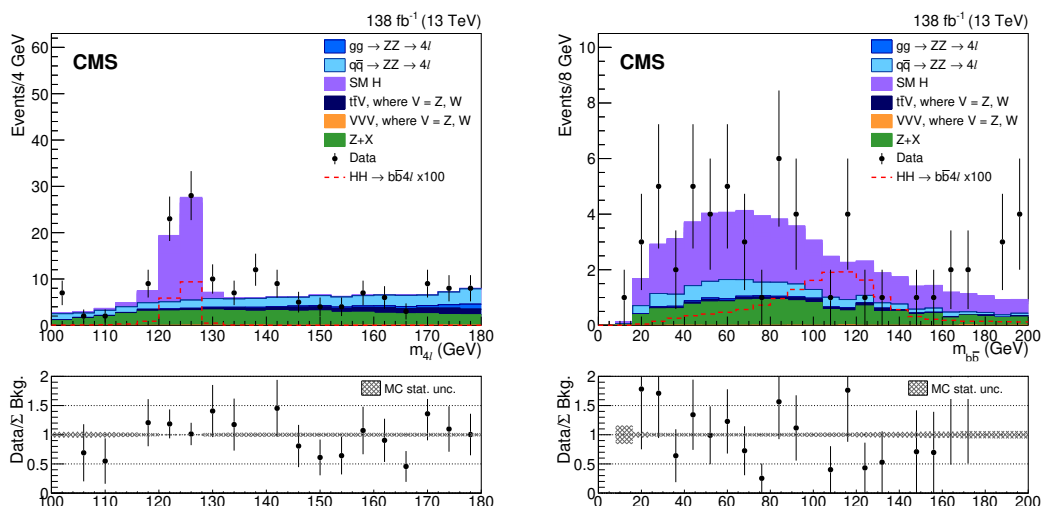 138 fb⁻¹ (13 TeV)
CMS
gg → ZZ → 4l
qq̄ → ZZ → 4l
SM H
tt̄V, where V = Z, W
VVV, where V = Z, W
Z+X
Data
HH → bb̄4l x100
Events/4 GeV
60
50
40
30
20
10
0
100 110 120 130 140 150 160 170 180
m4l (GeV)
MC stat. unc.
Data/Σ Bkg.
2
1.5
1
0.5
0
100 110 120 130 140 150 160 170 180
138 fb⁻¹ (13 TeV)
CMS
gg → ZZ → 4l
qq̄ → ZZ → 4l
SM H
tt̄V, where V = Z, W
VVV, where V = Z, W
Z+X
Data
HH → bb̄4l x100
Events/8 GeV
10
8
6
4
2
0
0 20 40 60 80 100 120 140 160 180 200
mbb̄ (GeV)
MC stat. unc.
Data/Σ Bkg.
2
1.5
1
0.5
0
0 20 40 60 80 100 120 140 160 180 200